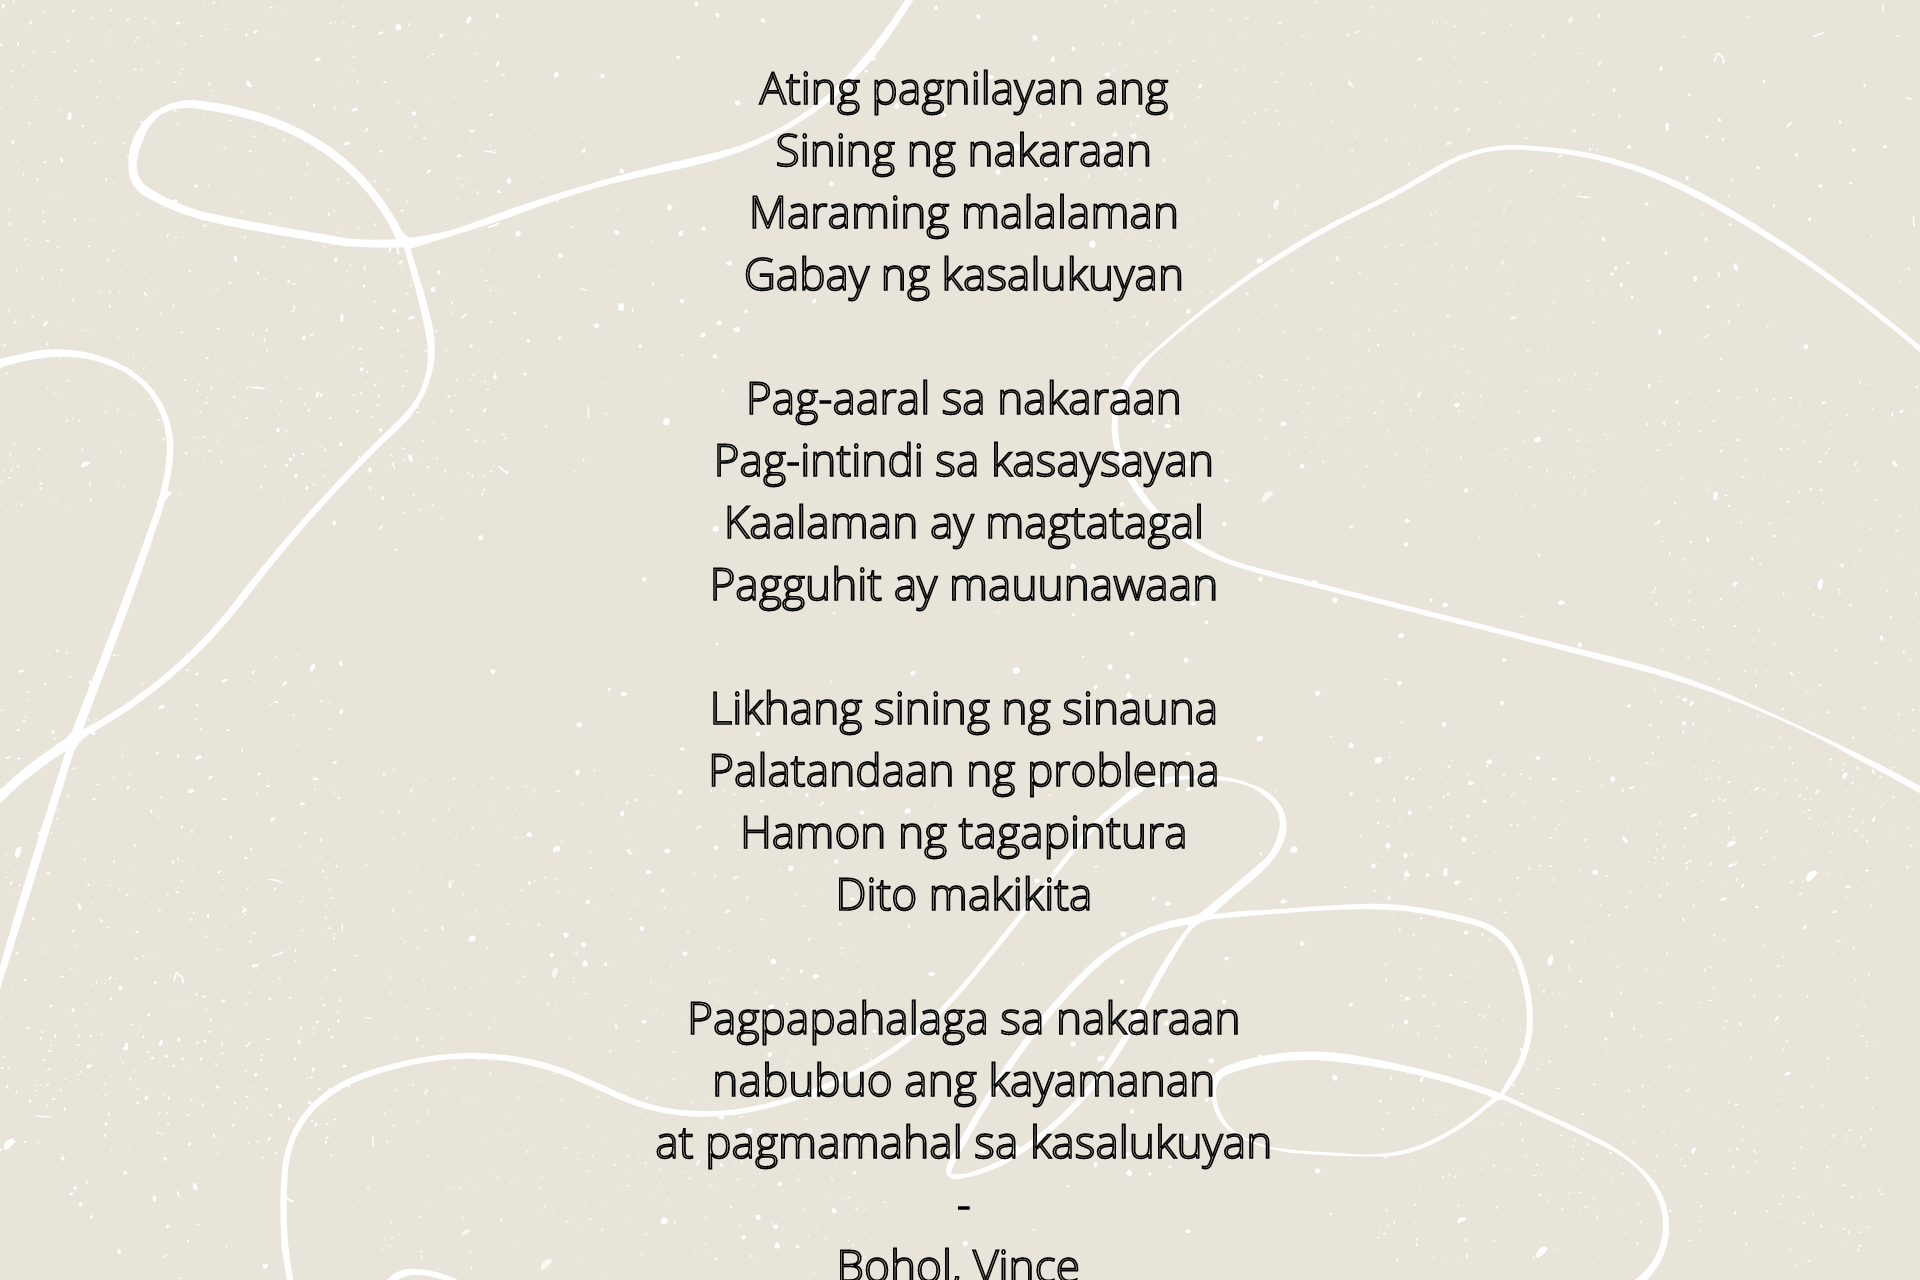 Ating pagnilayan ang
Sining ng nakaraan
Maraming malalaman
Gabay ng kasalukuyan
Pag-aaral sa nakaraan
Pag-intindi sa kasaysayan
Kaalaman ay magtatagal
Pagguhit ay mauunawaan
Likhang sining ng sinauna
Palatandaan ng problema
Hamon ng tagapintura
Dito makikita
Pagpapahalaga sa nakaraan
nabubuo ang kayamanan
at pagmamahal sa kasalukuyan
-
Bohol, Vince